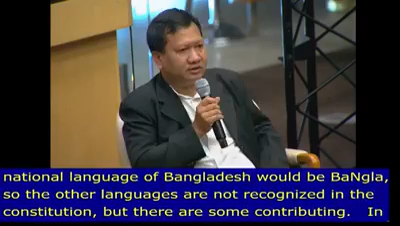 national language of Bangladesh would be BaNgla,
so the other languages are not recognized in the
constitution, but there are some contributing.   In